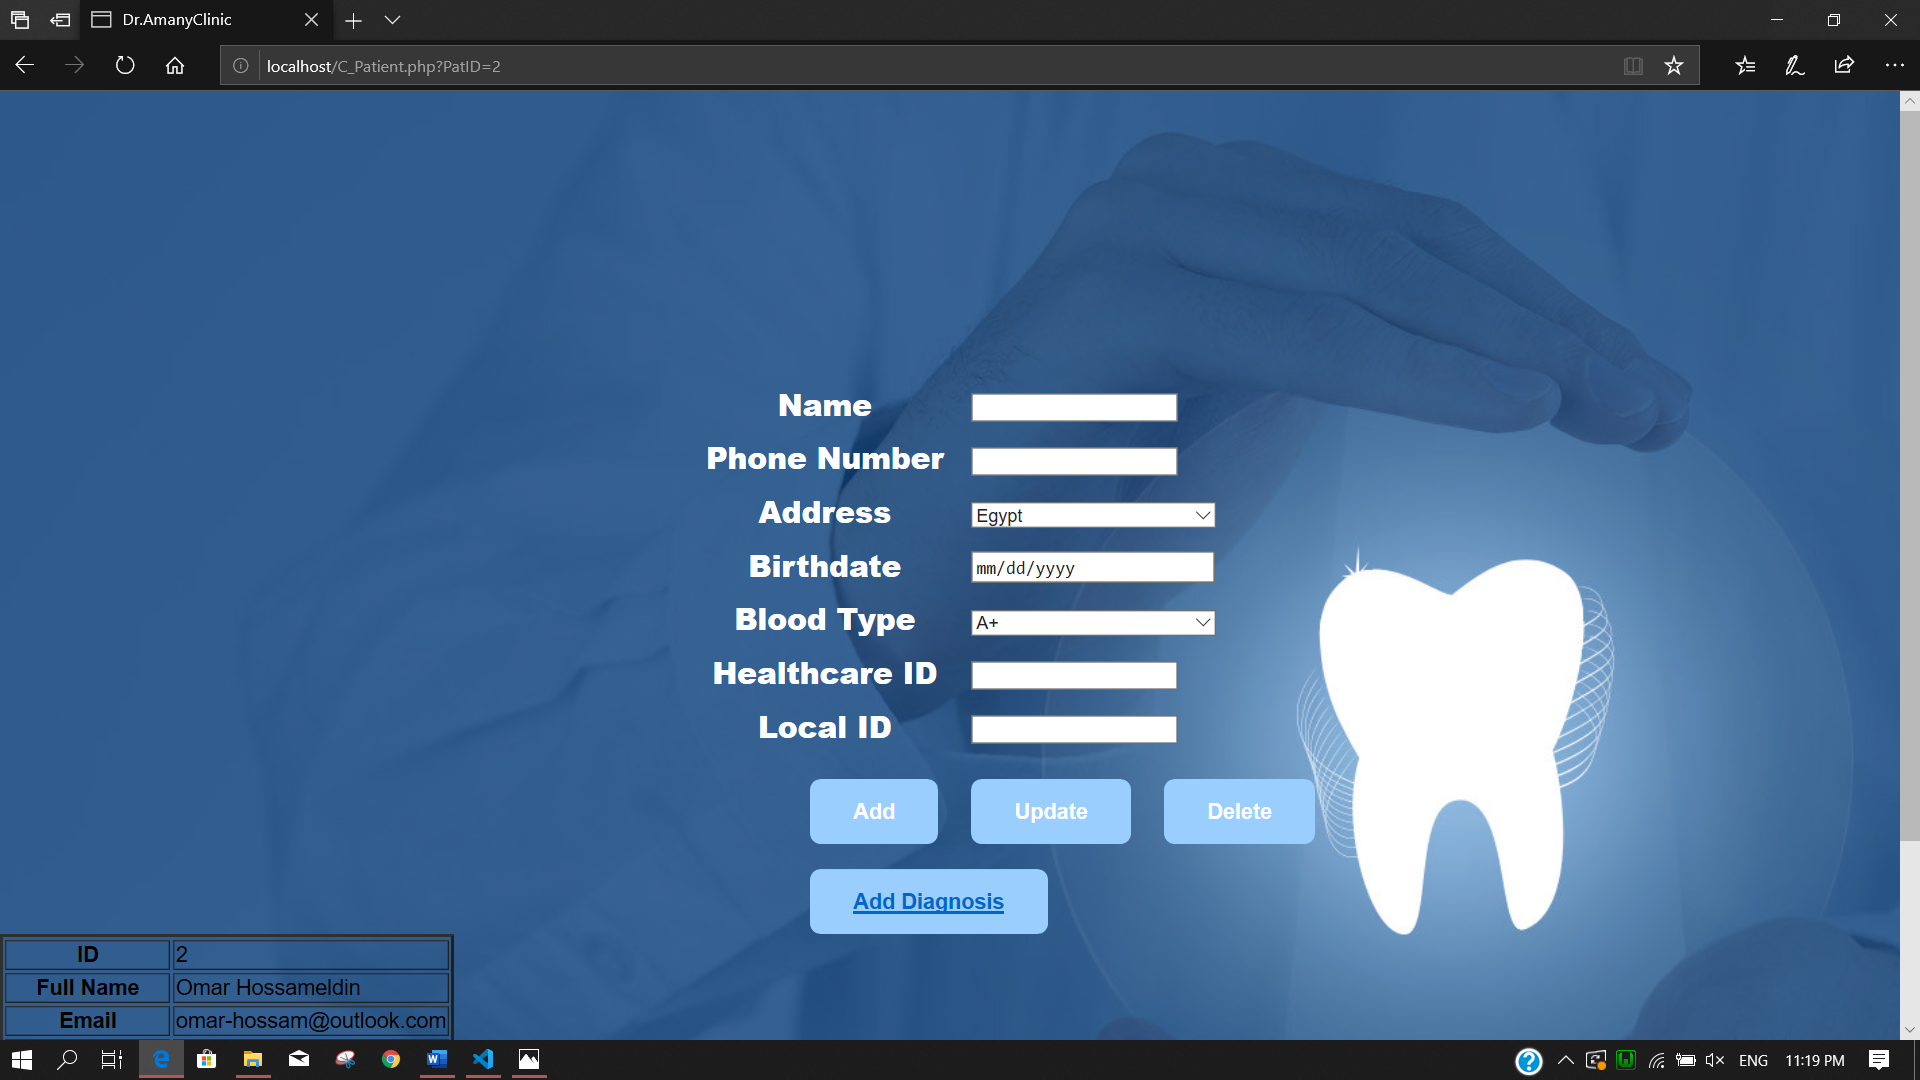 Dr.AmanyClinic
localhost/C_Patient.php?PatID=2
Name
Phone Number
Address Egypt
Birthdate mm/dd/yyyy
Blood Type A+
Healthcare ID
Local ID
Add Update Delete
Add Diagnosis
ID 2
Full Name Omar Hossameldin
Email omar-hossam@outlook.com
ENG 11:19 PM